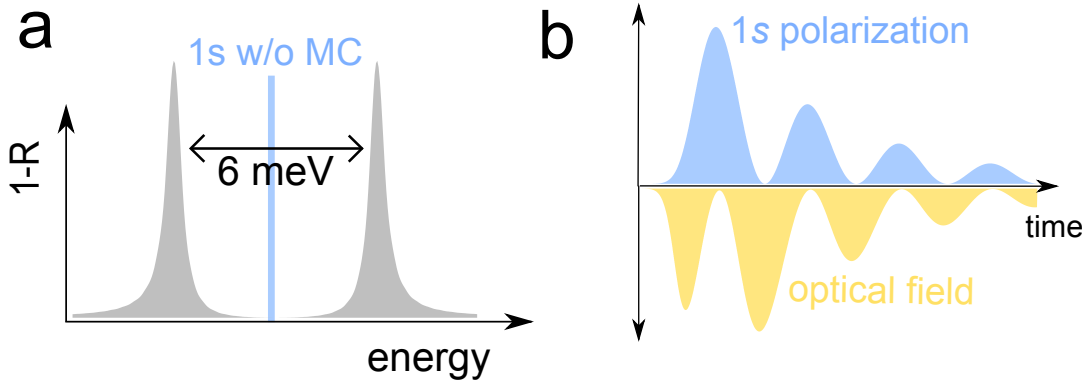 a
1s w/o MC
6 meV
1-R
energy
b
1s polarization
time
optical field